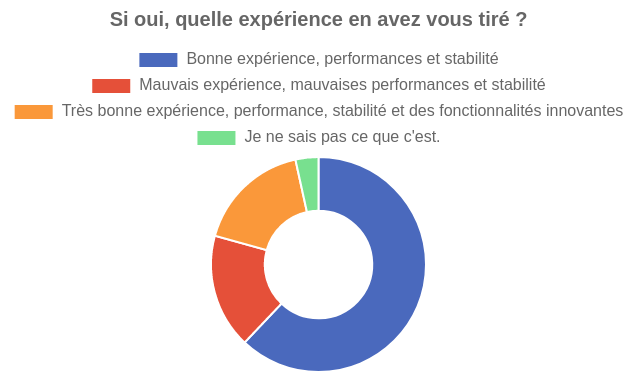 Si oui, quelle expérience en avez vous tiré ?
Bonne expérience, performances et stabilité
Mauvais expérience, mauvaises performances et stabilité
Très bonne expérience, performance, stabilité et des fonctionnalités innovantes
Je ne sais pas ce que c'est.